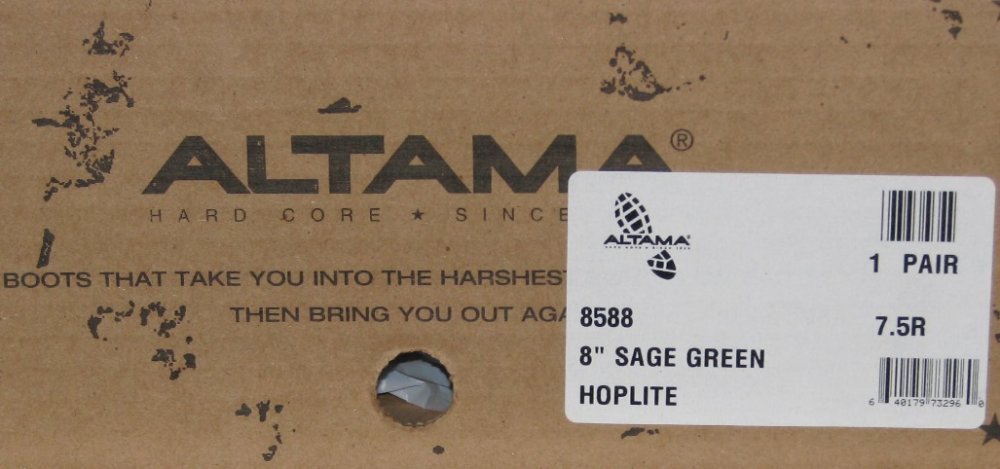 ALTAMA®
HARD CORE ★ SINCE
BOOTS THAT TAKE YOU INTO THE HARSHEST
THEN BRING YOU OUT
ALTAMA®
1 PAIR
8588
7.5R
8" SAGE GREEN
HOPLITE
6 40179 73296 0